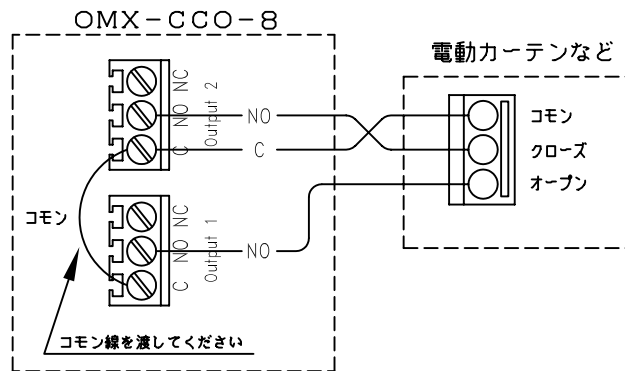 OMX-CCO-8
電動カーテンなど
NC
NO
C
Output 2
NO
C
コモン
クローズ
オープン
コモン
NC
NO
C
Output 1
NO
コモン線を渡してください